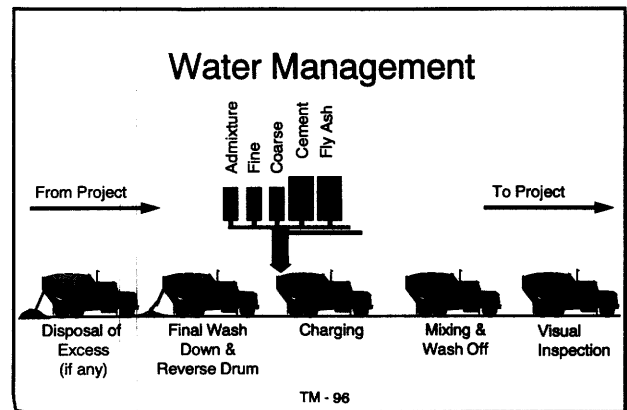 Water Management
Admixture
Fine
Coarse
Cement
Fly Ash
From Project
To Project
Disposal of
Excess
(if any)
Final Wash
Down &
Reverse Drum
Charging
Mixing &
Wash Off
Visual
Inspection
TM - 96